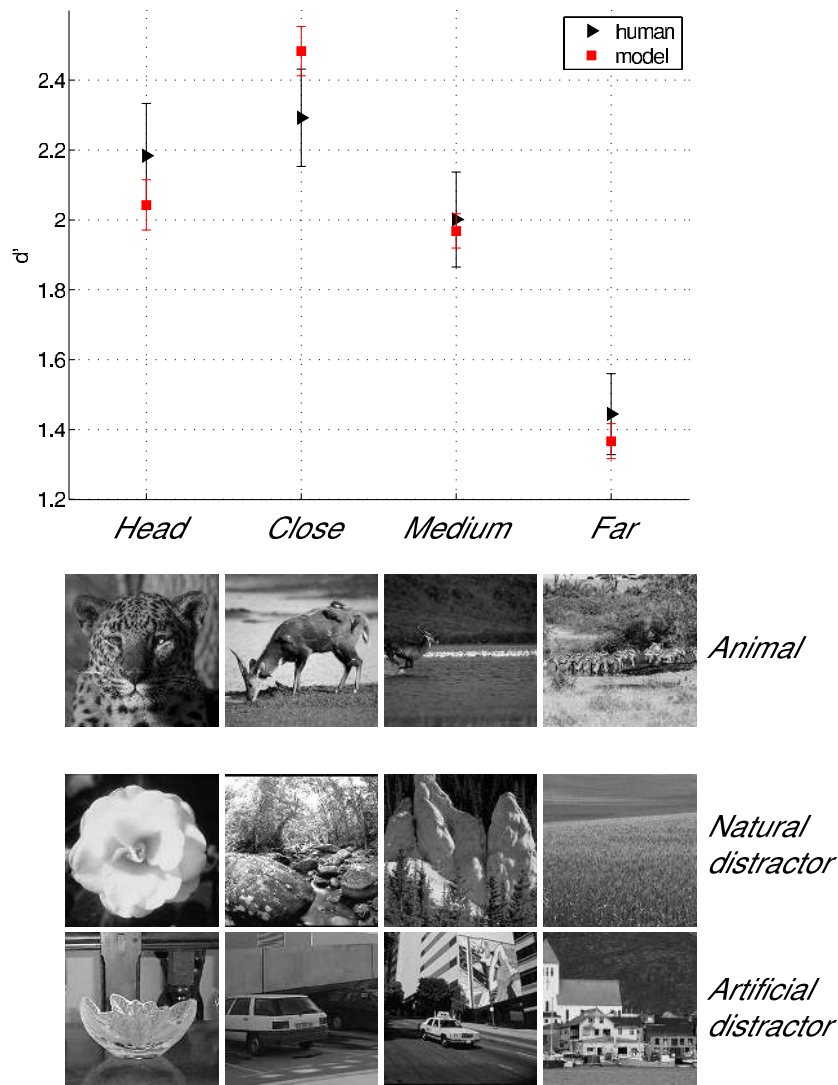 human
model
2.4
2.2
2
1.8
1.6
1.4
1.2
d'
Head Close Medium Far
Animal
Natural
distractor
Artificial
distractor